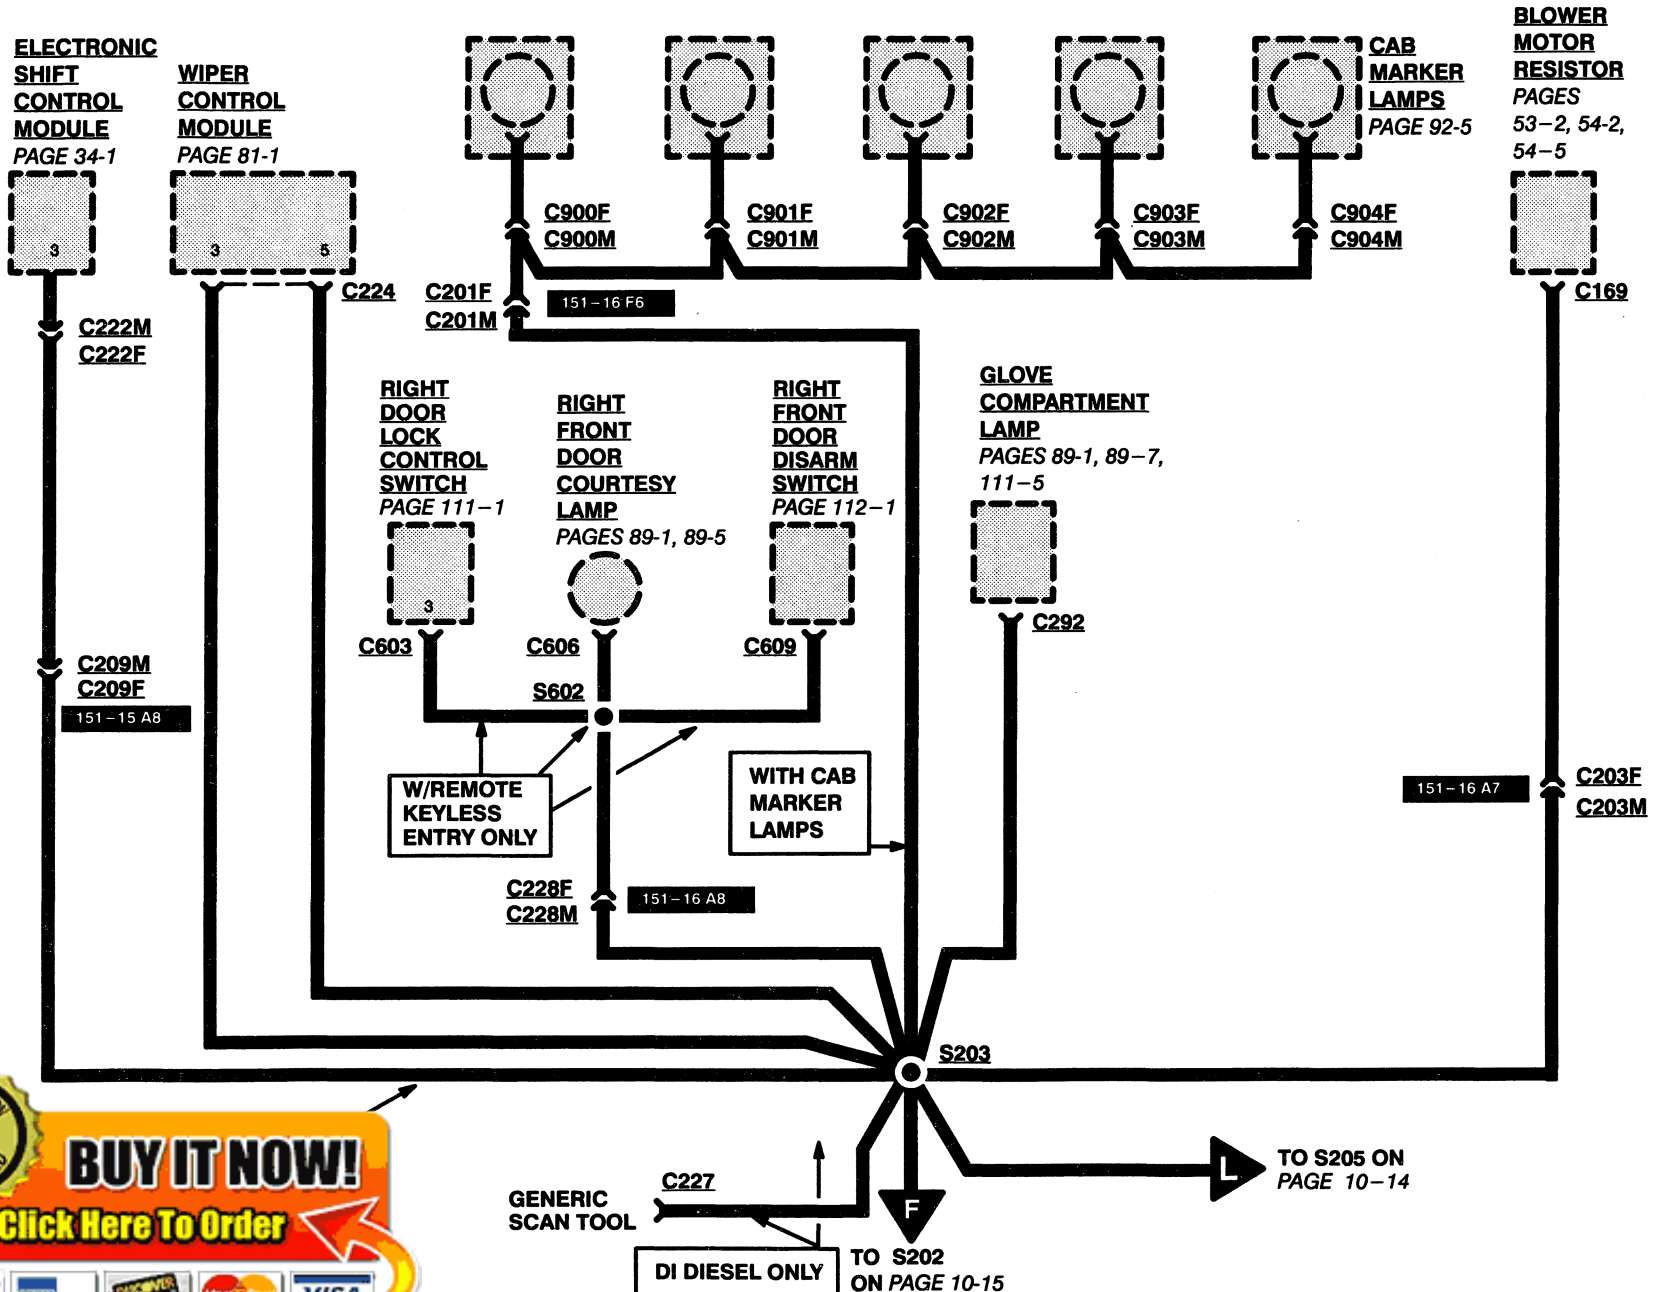 ELECTRONIC
SHIFT
CONTROL
MODULE
PAGE 34-1
3
WIPER
CONTROL
MODULE
PAGE 81-1
3 5
C224
C222M
C222F
C209M
C209F
151-15 A8
CAB
MARKER
LAMPS
PAGE 92-5
C900F
C900M
C901F
C901M
C902F
C902M
C903F
C903M
C904F
C904M
C201F
C201M
151-16 F6
BLOWER
MOTOR
RESISTOR
PAGES
53-2, 54-2,
54-5
C169
RIGHT
DOOR
LOCK
CONTROL
SWITCH
PAGE 111-1
3
C603
RIGHT
FRONT
DOOR
COURTESY
LAMP
PAGES 89-1, 89-5
C606
RIGHT
FRONT
DOOR
DISARM
SWITCH
PAGE 112-1
C609
GLOVE
COMPARTMENT
LAMP
PAGES 89-1, 89-7,
111-5
C292
S602
W/REMOTE
KEYLESS
ENTRY ONLY
WITH CAB
MARKER
LAMPS
151-16 A7
C203F
C203M
C228F
C228M
151-16 A8
S203
C227
GENERIC
SCAN TOOL
DI DIESEL ONLY
F
TO S202
ON PAGE 10-15
L
TO S205 ON
PAGE 10-14
BUY IT NOW!
Click Here To Order
DISCOVER
VISA